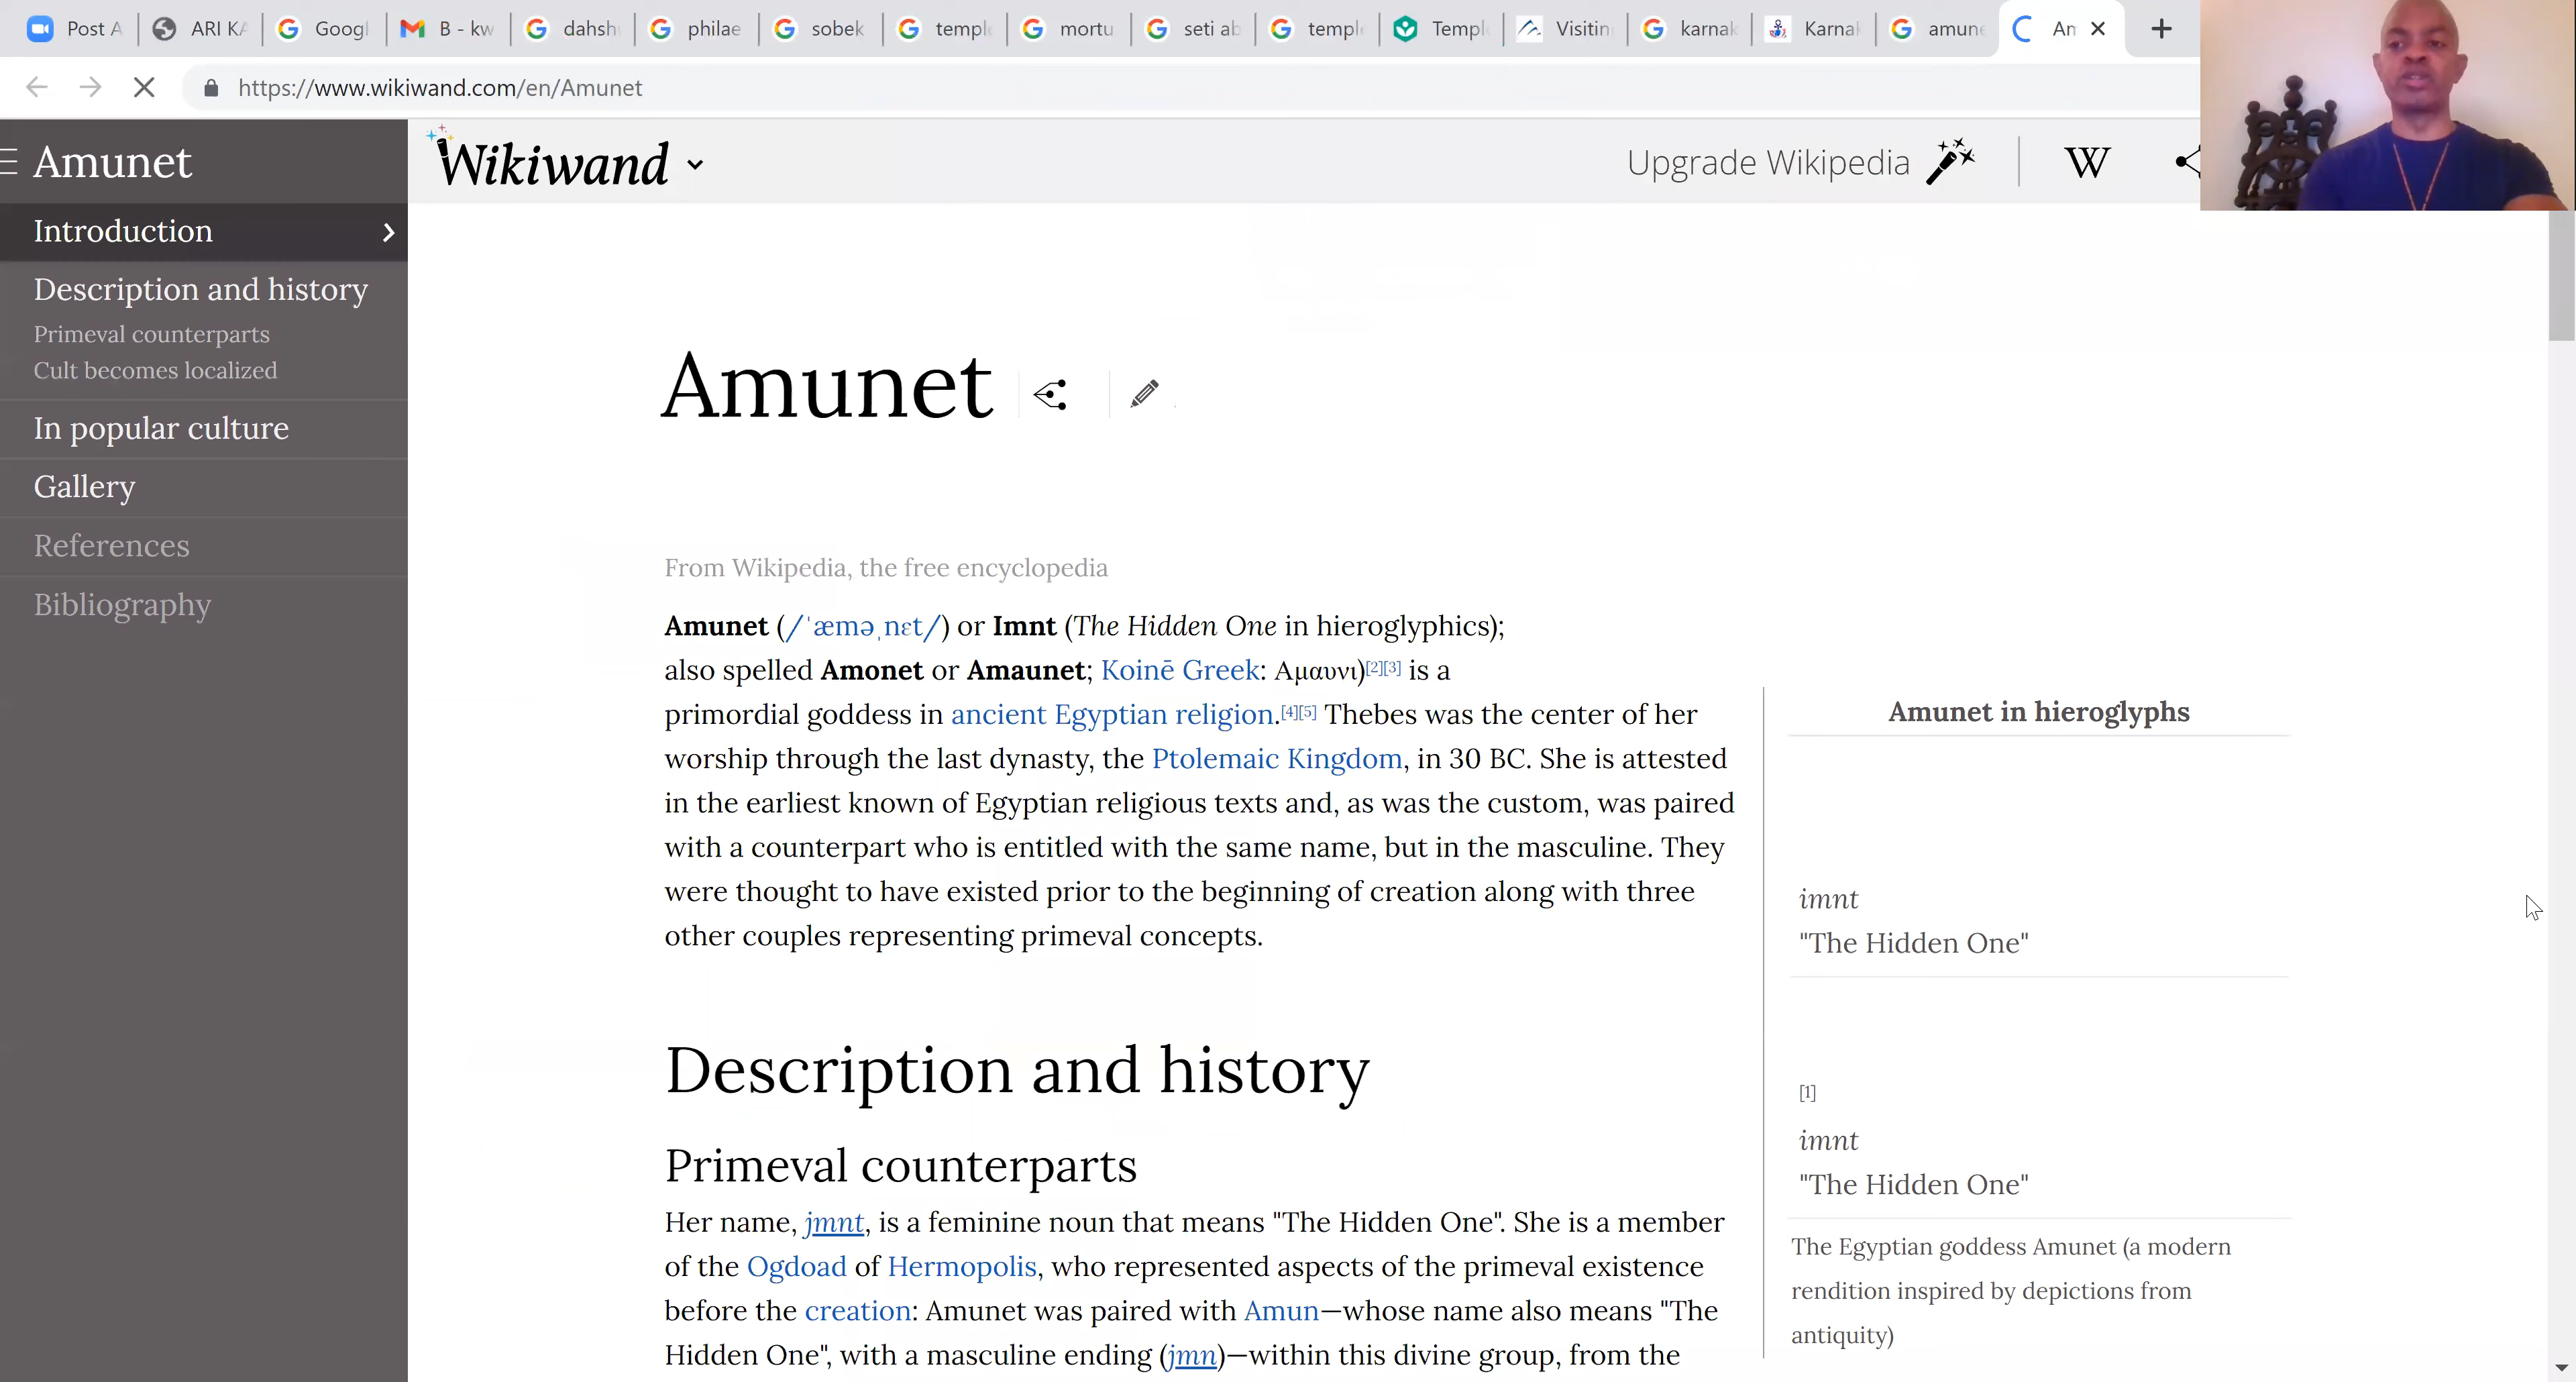 Post A
ARI KA
Googl
B - kw
dahshu
philae
sobek
temple
mortu
seti ab
temple
Templ
Visiting
karnak
Karnak
amune
Am
https://www.wikiwand.com/en/Amunet
Amunet
Wikiwand
Upgrade Wikipedia
W
Introduction
Description and history
Primeval counterparts
Cult becomes localized
In popular culture
Gallery
References
Bibliography
Amunet
From Wikipedia, the free encyclopedia
Amunet (/ˈæməˌnɛt/) or Imnt (The Hidden One in hieroglyphics);
also spelled Amonet or Amaunet; Koinē Greek: Αμαυνι)[2][3] is a
primordial goddess in ancient Egyptian religion.[4][5] Thebes was the center of her
worship through the last dynasty, the Ptolemaic Kingdom, in 30 BC. She is attested
in the earliest known of Egyptian religious texts and, as was the custom, was paired
with a counterpart who is entitled with the same name, but in the masculine. They
were thought to have existed prior to the beginning of creation along with three
other couples representing primeval concepts.
Amunet in hieroglyphs
imnt
"The Hidden One"
[1]
imnt
"The Hidden One"
The Egyptian goddess Amunet (a modern
rendition inspired by depictions from
antiquity)
Description and history
Primeval counterparts
Her name, jmnt, is a feminine noun that means "The Hidden One". She is a member
of the Ogdoad of Hermopolis, who represented aspects of the primeval existence
before the creation: Amunet was paired with Amun—whose name also means "The
Hidden One", with a masculine ending (jmn)—within this divine group, from the